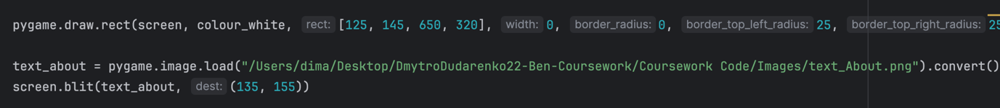 pygame.draw.rect(screen, colour_white, rect: [125, 145, 650, 320], width: 0, border_radius: 0, border_top_left_radius: 25, border_top_right_radius: 25
text_about = pygame.image.load("/Users/dima/Desktop/DmytroDudarenko22-Ben-Coursework/Coursework Code/Images/text_About.png").convert()
screen.blit(text_about, dest: (135, 155))